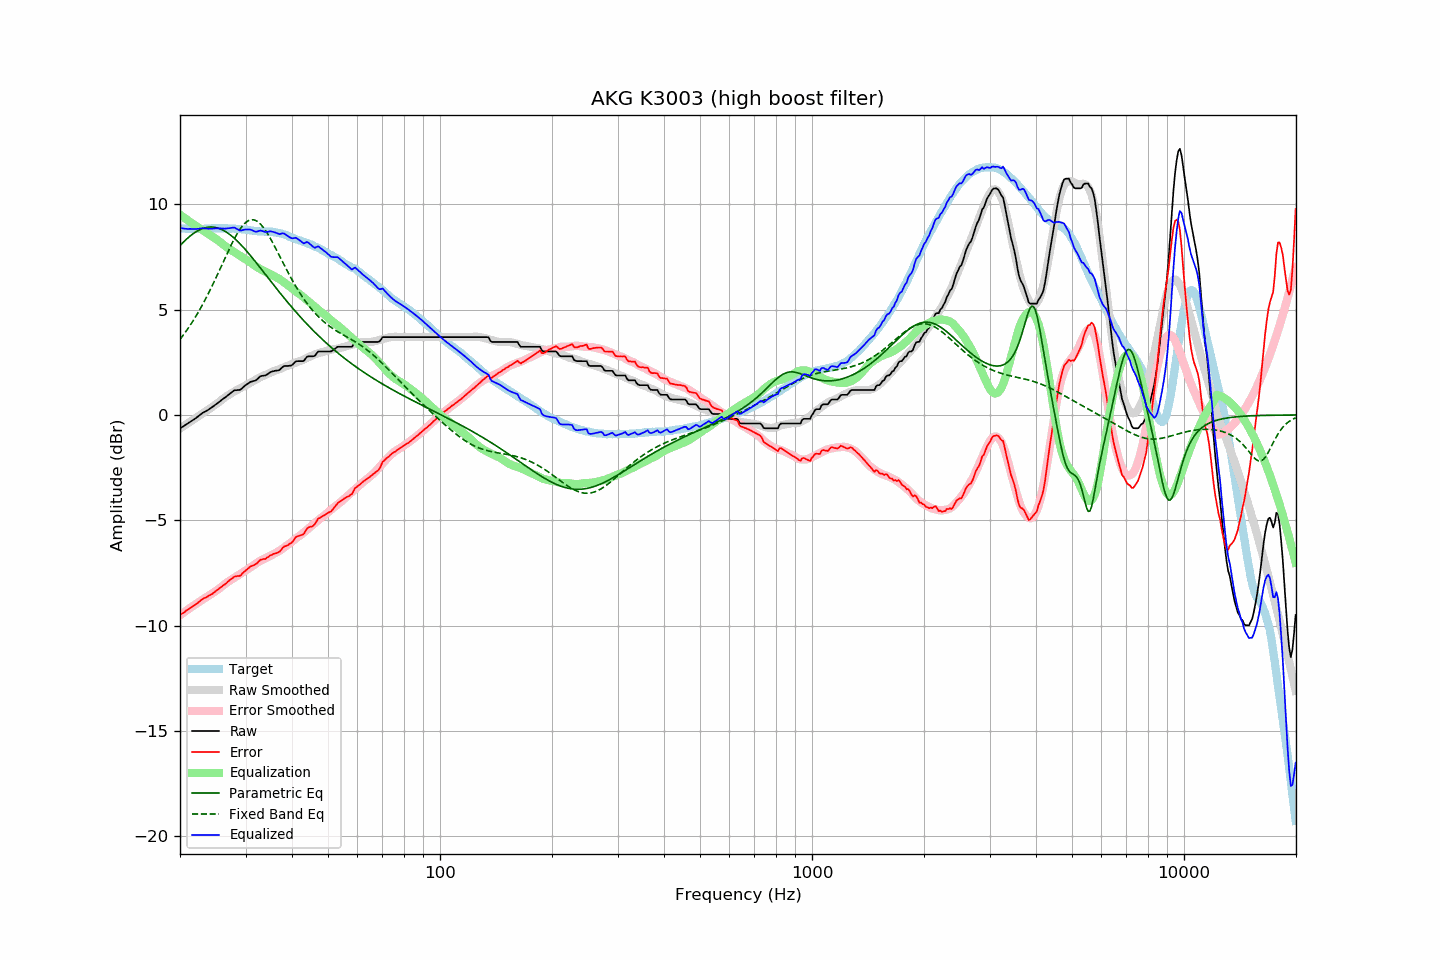 AKG K3003 (high boost filter)
Amplitude (dBr)
10
5
0
−5
−10
−15
−20
Target
Raw Smoothed
Error Smoothed
Raw
Error
Equalization
Parametric Eq
Fixed Band Eq
Equalized
100
1000
10000
Frequency (Hz)